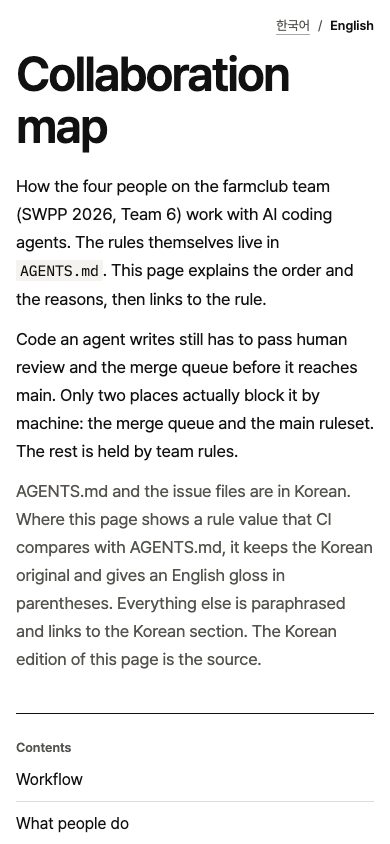 한국어 / English
Collaboration
map
How the four people on the farmclub team
(SWPP 2026, Team 6) work with AI coding
agents. The rules themselves live in
AGENTS.md. This page explains the order and
the reasons, then links to the rule.
Code an agent writes still has to pass human
review and the merge queue before it reaches
main. Only two places actually block it by
machine: the merge queue and the main ruleset.
The rest is held by team rules.
AGENTS.md and the issue files are in Korean.
Where this page shows a rule value that CI
compares with AGENTS.md, it keeps the Korean
original and gives an English gloss in
parentheses. Everything else is paraphrased
and links to the Korean section. The Korean
edition of this page is the source.
Contents
Workflow
What people do